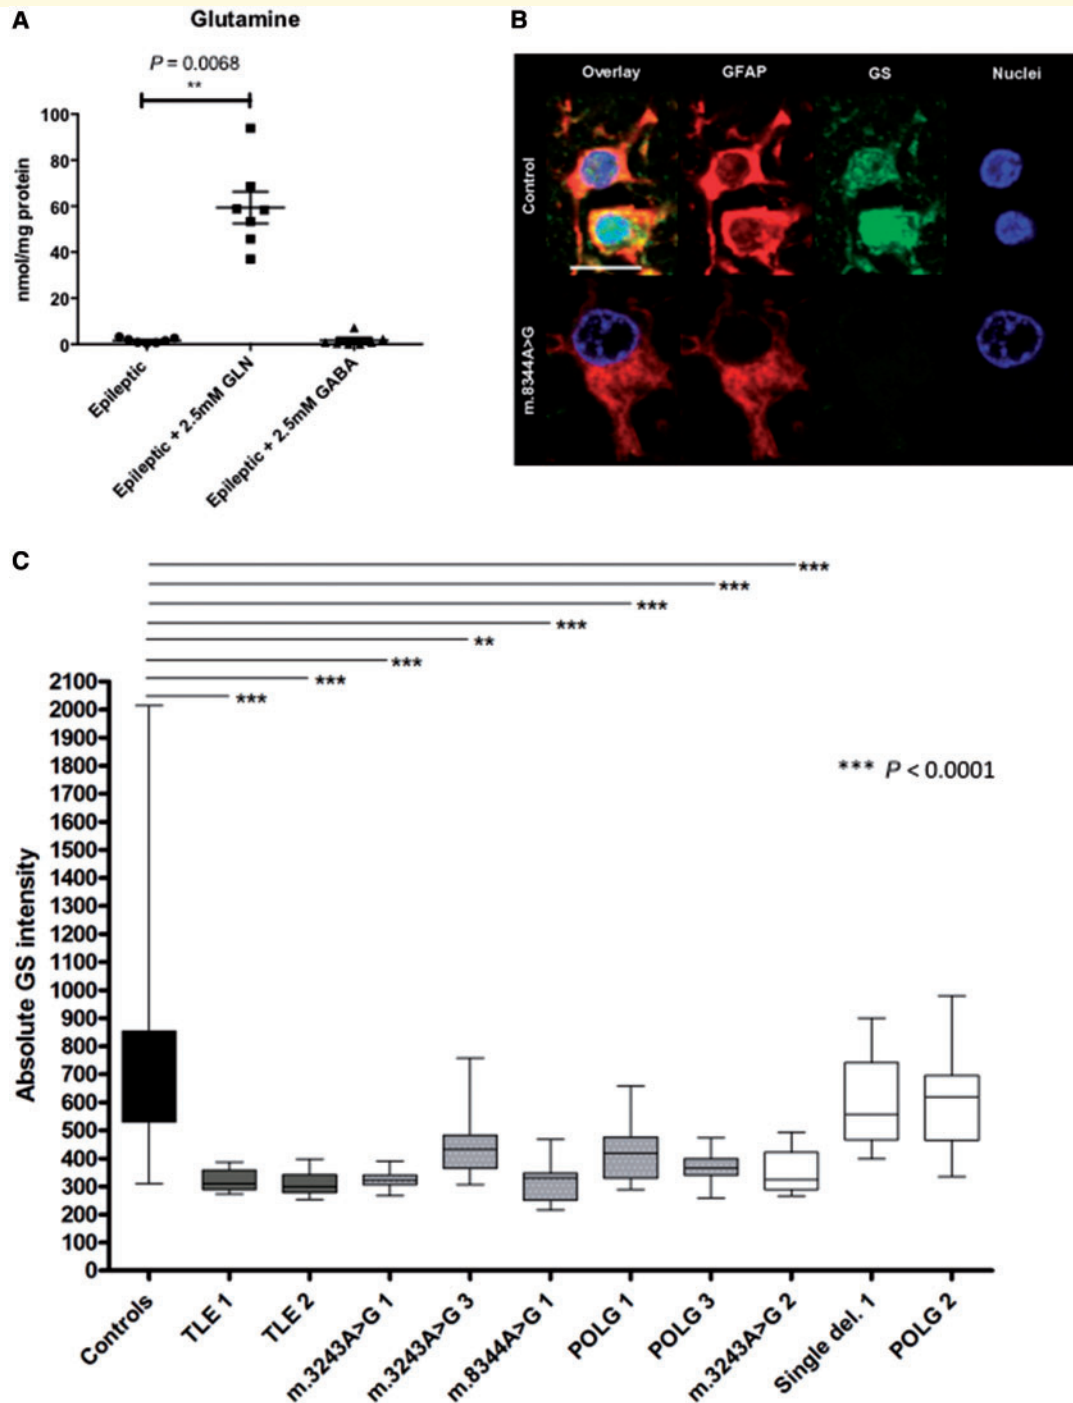 A
Glutamine
P = 0.0068
**
100
80
60
40
20
0
nmol/mg protein
Epileptic
Epileptic + 2.5mM GLN
Epileptic + 2.5mM GABA
B
Overlay GFAP GS Nuclei
Control
m.8344A>G
C
***
***
***
***
**
***
***
***
*** P < 0.0001
2100
2000
1900
1800
1700
1600
1500
1400
1300
1200
1100
1000
900
800
700
600
500
400
300
200
100
0
Absolute GS intensity
Controls
TLE 1
TLE 2
m.3243A>G 1
m.3243A>G 3
m.8344A>G 1
POLG 1
POLG 3
m.3243A>G 2
Single del. 1
POLG 2